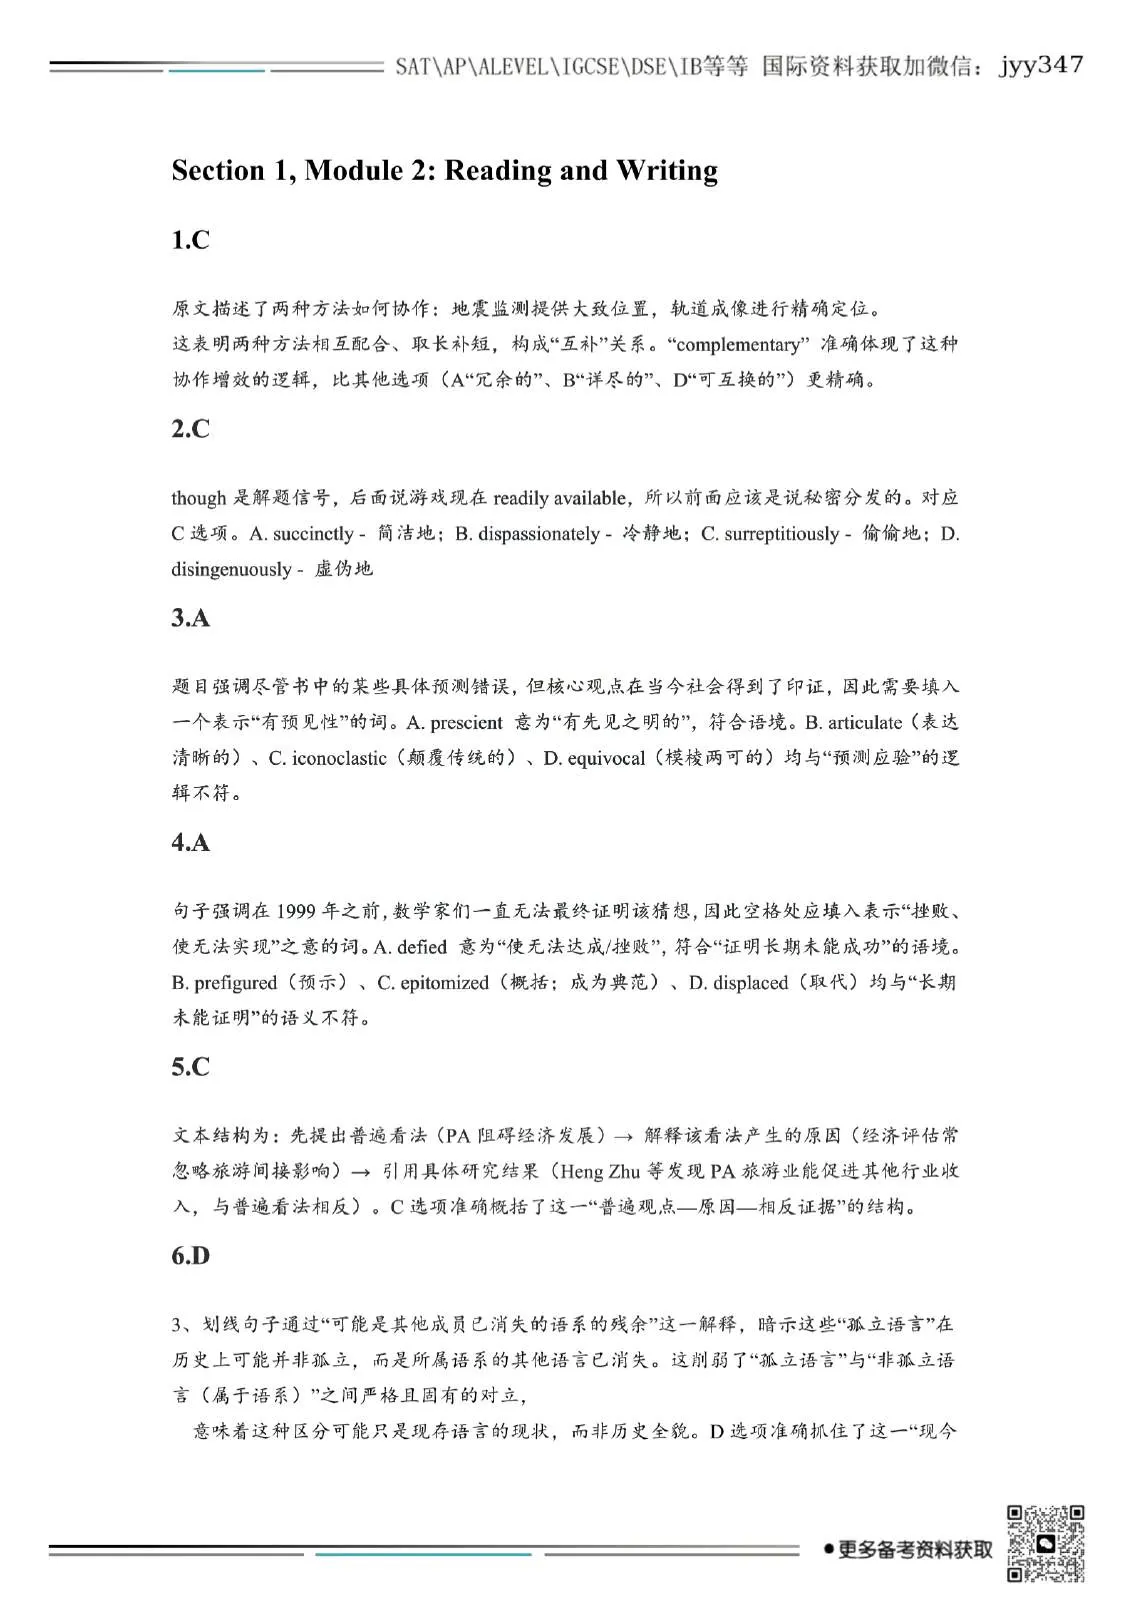 SAT\AP\ALEVEL\IGCSE\DSE\IB等等 国际资料获取加微信：jyy347
Section 1, Module 2: Reading and Writing
1.C
原文描述了两种方法如何协作：地震监测提供大致位置，轨道成像进行精确定位。
这表明两种方法相互配合、取长补短，构成“互补”关系。“complementary” 准确体现了这种
协作增效的逻辑，比其他选项（A“冗余的”、B“详尽的”、D“可互换的”）更精确。
2.C
though 是解题信号，后面说游戏现在 readily available，所以前面应该是说秘密分发的。对应
C 选项。A. succinctly - 简洁地；B. dispassionately - 冷静地；C. surreptitiously - 偷偷地；D.
disingenuously - 虚伪地
3.A
题目强调尽管书中的某些具体预测错误，但核心观点在当今社会得到了印证，因此需要填入
一个表示“有预见性”的词。A. prescient 意为“有先见之明的”，符合语境。B. articulate（表达
清晰的）、C. iconoclastic（颠覆传统的）、D. equivocal（模棱两可的）均与“预测应验”的逻
辑不符。
4.A
句子强调在 1999 年之前，数学家们一直无法最终证明该猜想，因此空格处应填入表示“挫败、
使无法实现”之意的词。A. defied 意为“使无法达成/挫败”，符合“证明长期未能成功”的语境。
B. prefigured（预示）、C. epitomized（概括；成为典范）、D. displaced（取代）均与“长期
未能证明”的语义不符。
5.C
文本结构为：先提出普遍看法（PA 阻碍经济发展）→ 解释该看法产生的原因（经济评估常
忽略旅游间接影响）→ 引用具体研究结果（Heng Zhu 等发现 PA 旅游业能促进其他行业收
入，与普遍看法相反）。C 选项准确概括了这一“普遍观点—原因—相反证据”的结构。
6.D
3、划线句子通过“可能是其他成员已消失的语系的残余”这一解释，暗示这些“孤立语言”在
历史上可能并非孤立，而是所属语系的其他语言已消失。这削弱了“孤立语言”与“非孤立语
言（属于语系）”之间严格且固有的对立，
意味着这种区分可能只是现存语言的现状，而非历史全貌。D 选项准确抓住了这一“现今
●更多备考资料获取